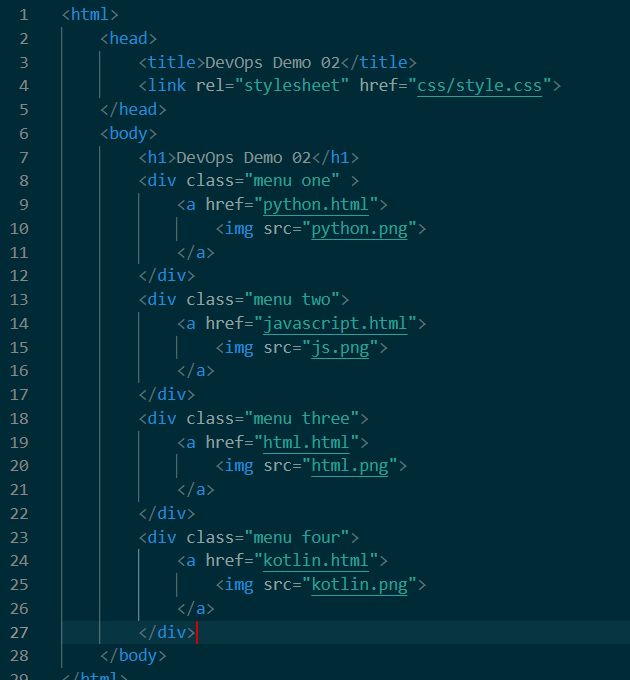 1 <html>
2 <head>
3 <title>DevOps Demo 02</title>
4 <link rel="stylesheet" href="css/style.css">
5 </head>
6 <body>
7 <h1>DevOps Demo 02</h1>
8 <div class="menu one" >
9 <a href="python.html">
10 <img src="python.png">
11 </a>
12 </div>
13 <div class="menu two">
14 <a href="javascript.html">
15 <img src="js.png">
16 </a>
17 </div>
18 <div class="menu three">
19 <a href="html.html">
20 <img src="html.png">
21 </a>
22 </div>
23 <div class="menu four">
24 <a href="kotlin.html">
25 <img src="kotlin.png">
26 </a>
27 </div>
28 </body>
29 </html>